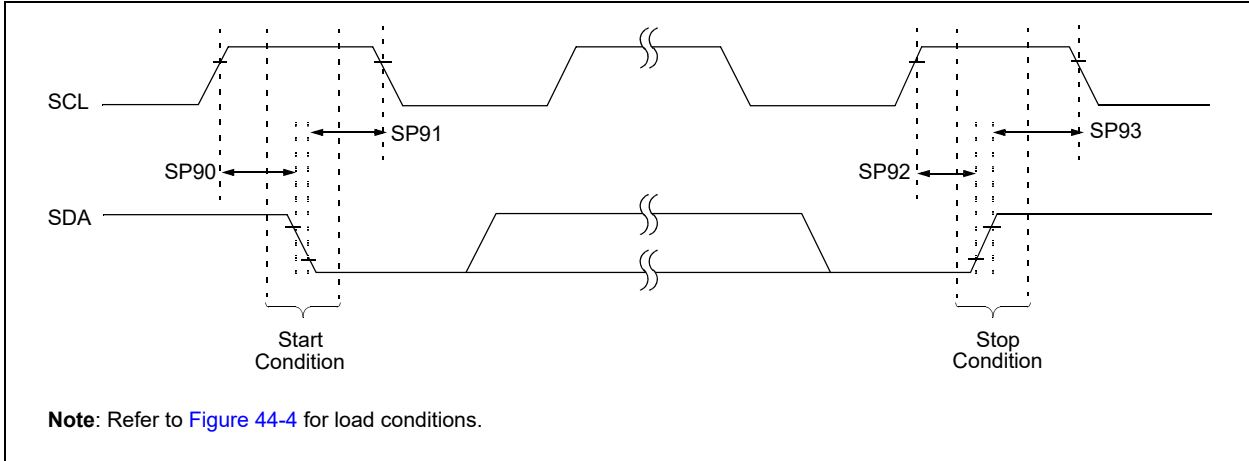 SCL
SP91
SP93
SP90
SP92
SDA
Start
Condition
Stop
Condition
Note: Refer to Figure 44-4 for load conditions.